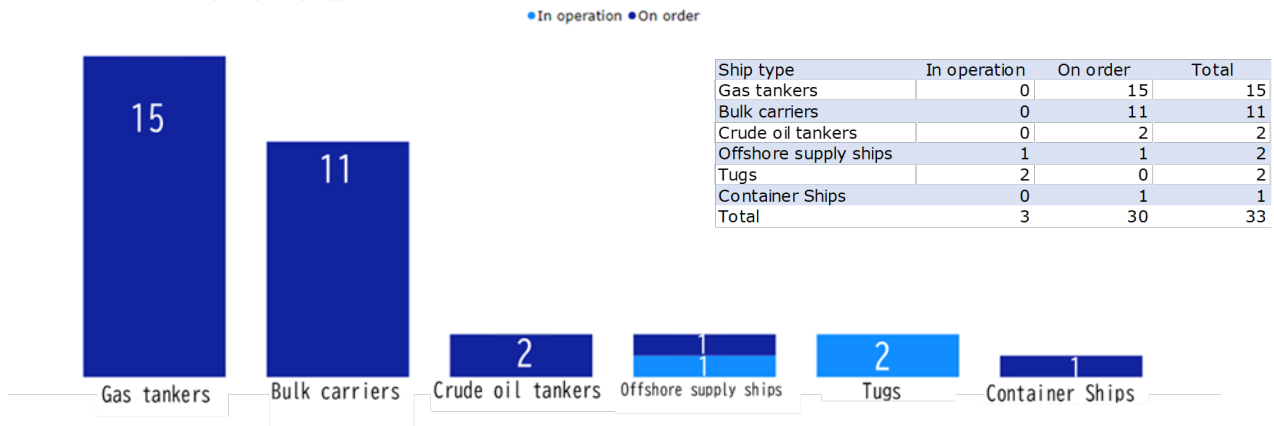 In operation On order
Ship type In operation On order Total
Gas tankers 0 15 15
Bulk carriers 0 11 11
Crude oil tankers 0 2 2
Offshore supply ships 1 1 2
Tugs 2 0 2
Container Ships 0 1 1
Total 3 30 33
15
11
2
1
1
2
1
Gas tankers
Bulk carriers
Crude oil tankers
Offshore supply ships
Tugs
Container Ships